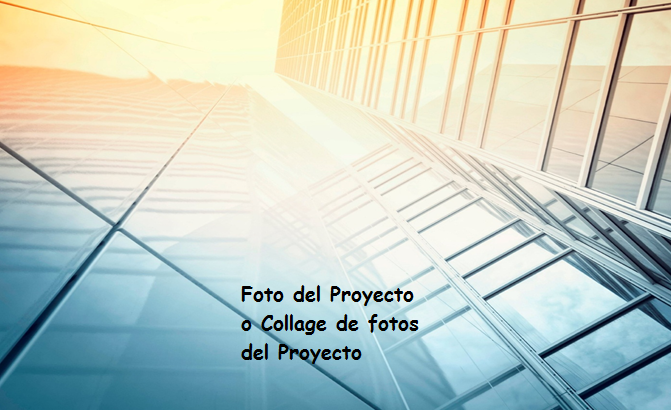 Foto del Proyecto
o Collage de fotos
del Proyecto